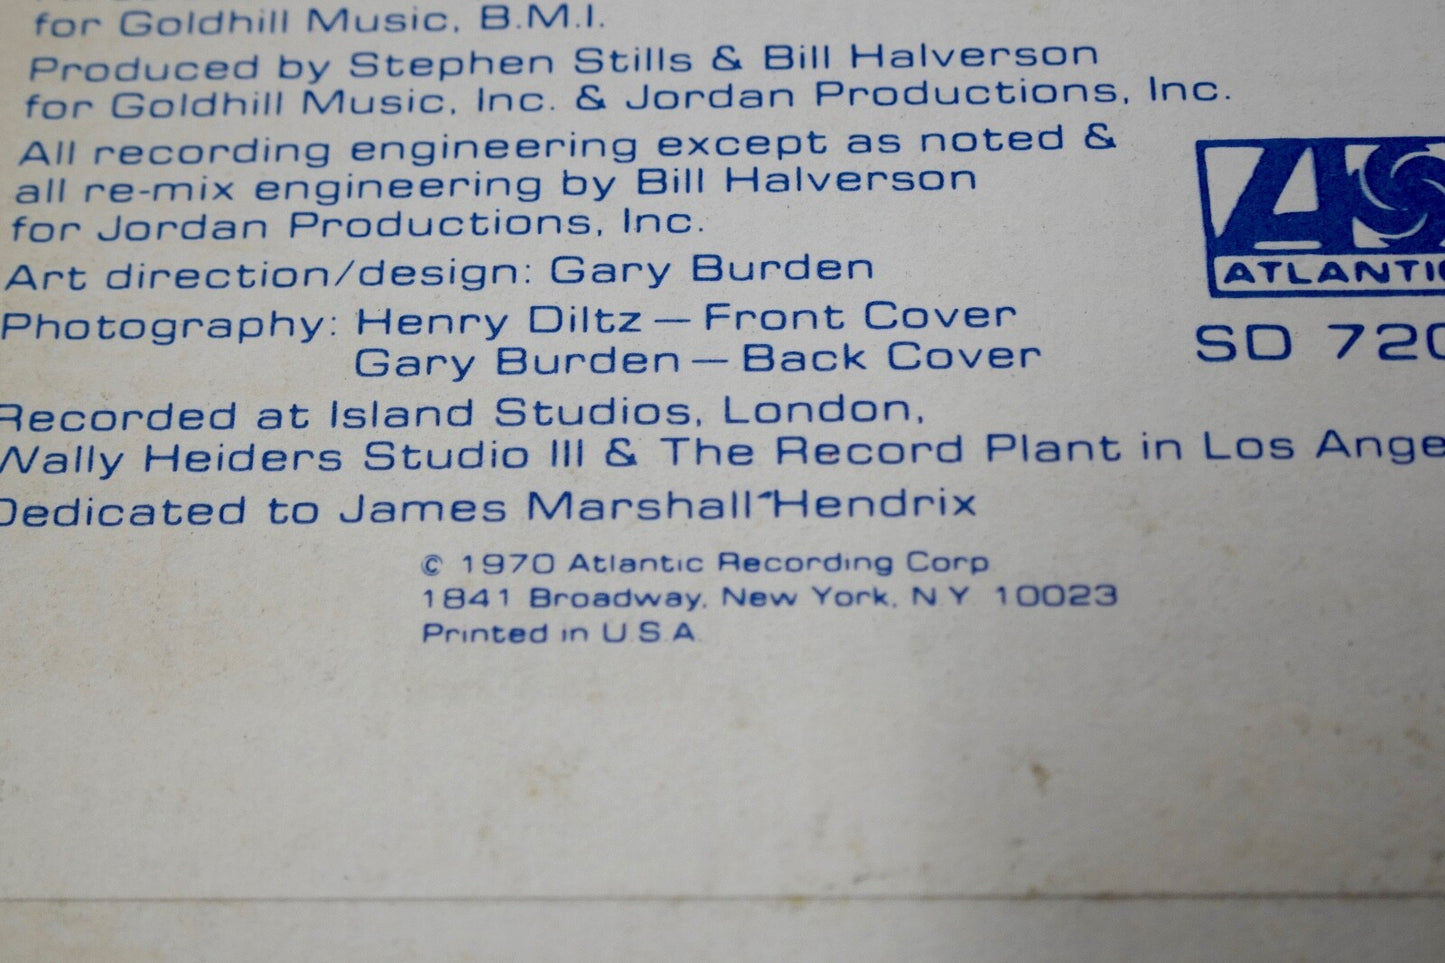 for Goldhill Music, B.M.I.
Produced by Stephen Stills & Bill Halverson
for Goldhill Music, Inc. & Jordan Productions, Inc.
All recording engineering except as noted &
all re-mix engineering by Bill Halverson
for Jordan Productions, Inc.
Art direction/design: Gary Burden
Photography: Henry Diltz — Front Cover
Gary Burden — Back Cover
Recorded at Island Studios, London,
Wally Heiders Studio III & The Record Plant in Los Ange
Dedicated to James Marshall Hendrix
© 1970 Atlantic Recording Corp
1841 Broadway, New York, N Y 10023
Printed in U.S.A.
ATLANTIC
SD 720